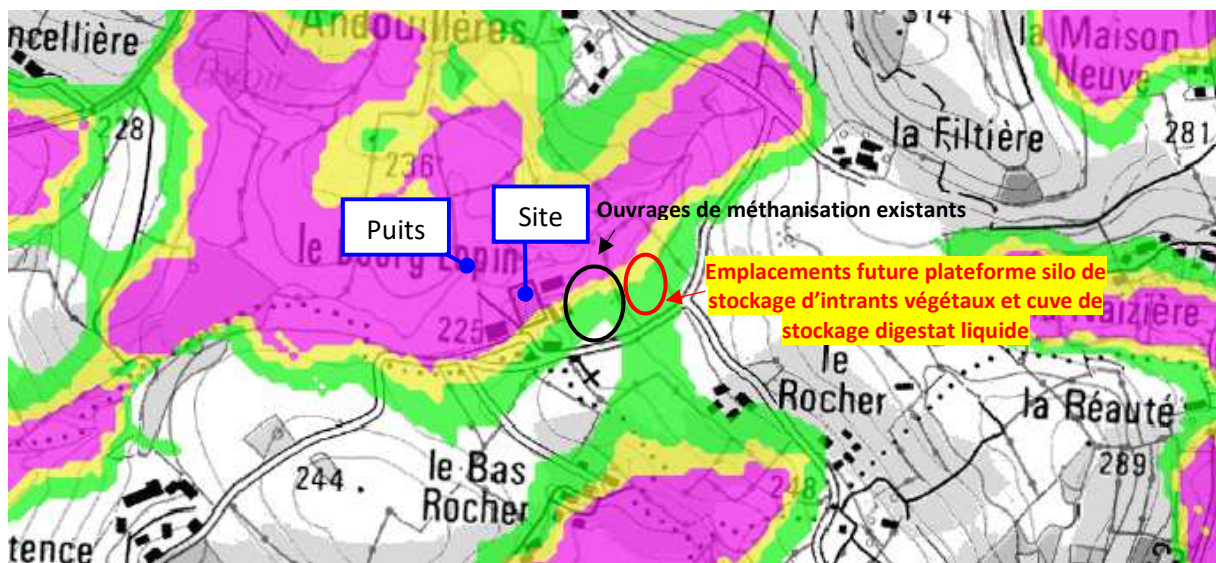 ncellière
Andouillères
314
la Maison
Neuve
228
la Filtière
281
236
Puits
Site
Ouvrages de méthanisation existants
le Bourg Lopin
Emplacements future plateforme silo de
stockage d'intrants végétaux et cuve de
stockage digestat liquide
225
le
Rocher
la Réauté
le Bas
Rocher
244
248
289
tence